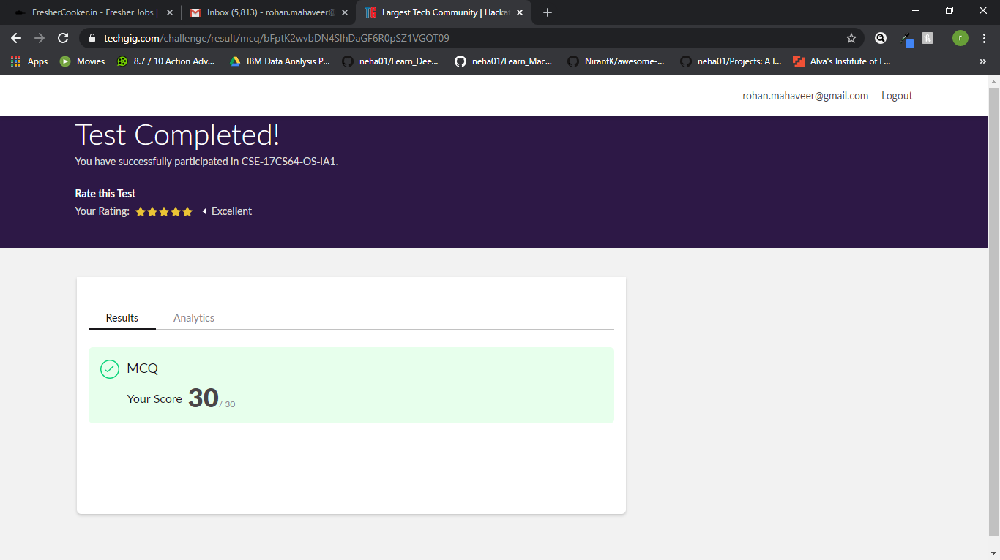 FresherCooker.in - Fresher Jobs |
Inbox (5,813) - rohan.mahaveer@
TG Largest Tech Community | Hacka
techgig.com/challenge/result/mcq/bFptK2wvbDN4SlhDaGF6R0pSZ1VGQT09
r
Apps Movies 8.7 / 10 Action Adv... IBM Data Analysis P... neha01/Learn_Dee... neha01/Learn_Mac... NirantK/awesome-... neha01/Projects: A I... Alva's Institute of E... »
rohan.mahaveer@gmail.com Logout
Test Completed!
You have successfully participated in CSE-17CS64-OS-IA1.
Rate this Test
Your Rating: Excellent
Results Analytics
MCQ
Your Score 30 / 30